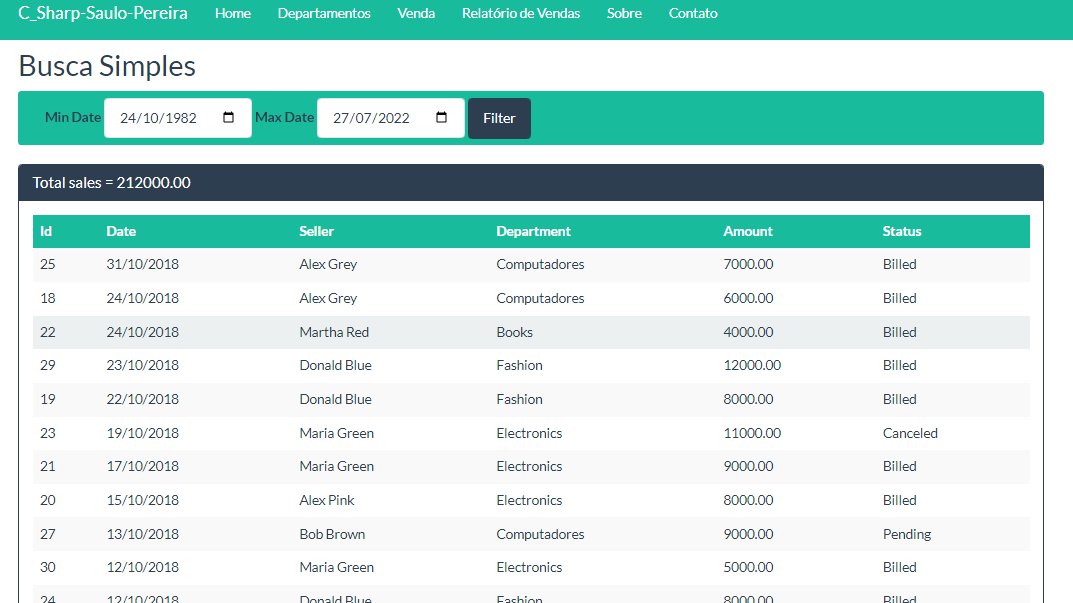 C_Sharp-Saulo-Pereira Home Departamentos Venda Relatório de Vendas Sobre Contato
Busca Simples
Min Date 24/10/1982 Max Date 27/07/2022 Filter
Total sales = 212000.00
Id Date Seller Department Amount Status
25 31/10/2018 Alex Grey Computadores 7000.00 Billed
18 24/10/2018 Alex Grey Computadores 6000.00 Billed
22 24/10/2018 Martha Red Books 4000.00 Billed
29 23/10/2018 Donald Blue Fashion 12000.00 Billed
19 22/10/2018 Donald Blue Fashion 8000.00 Billed
23 19/10/2018 Maria Green Electronics 11000.00 Canceled
21 17/10/2018 Maria Green Electronics 9000.00 Billed
20 15/10/2018 Alex Pink Electronics 8000.00 Billed
27 13/10/2018 Bob Brown Computadores 9000.00 Pending
30 12/10/2018 Maria Green Electronics 5000.00 Billed
24 12/10/2018 Donald Blue Fashion 8000.00 Billed